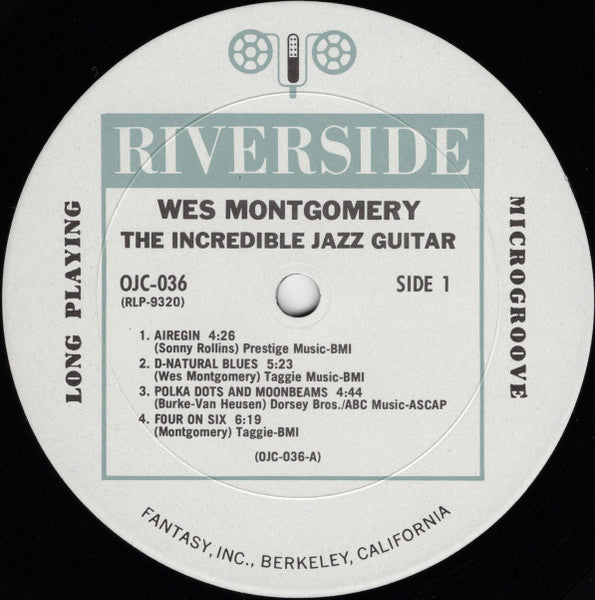 RIVERSIDE
WES MONTGOMERY
THE INCREDIBLE JAZZ GUITAR
OJC-036 SIDE 1
(RLP-9320)
1. AIREGIN 4:26
(Sonny Rollins) Prestige Music-BMI
2. D-NATURAL BLUES 5:23
(Wes Montgomery) Taggie Music-BMI
3. POLKA DOTS AND MOONBEAMS 4:44
(Burke-Van Heusen) Dorsey Bros./ABC Music-ASCAP
4. FOUR ON SIX 6:19
(Montgomery) Taggie-BMI
(OJC-036-A)
LONG PLAYING
MICROGROOVE
FANTASY, INC., BERKELEY, CALIFORNIA